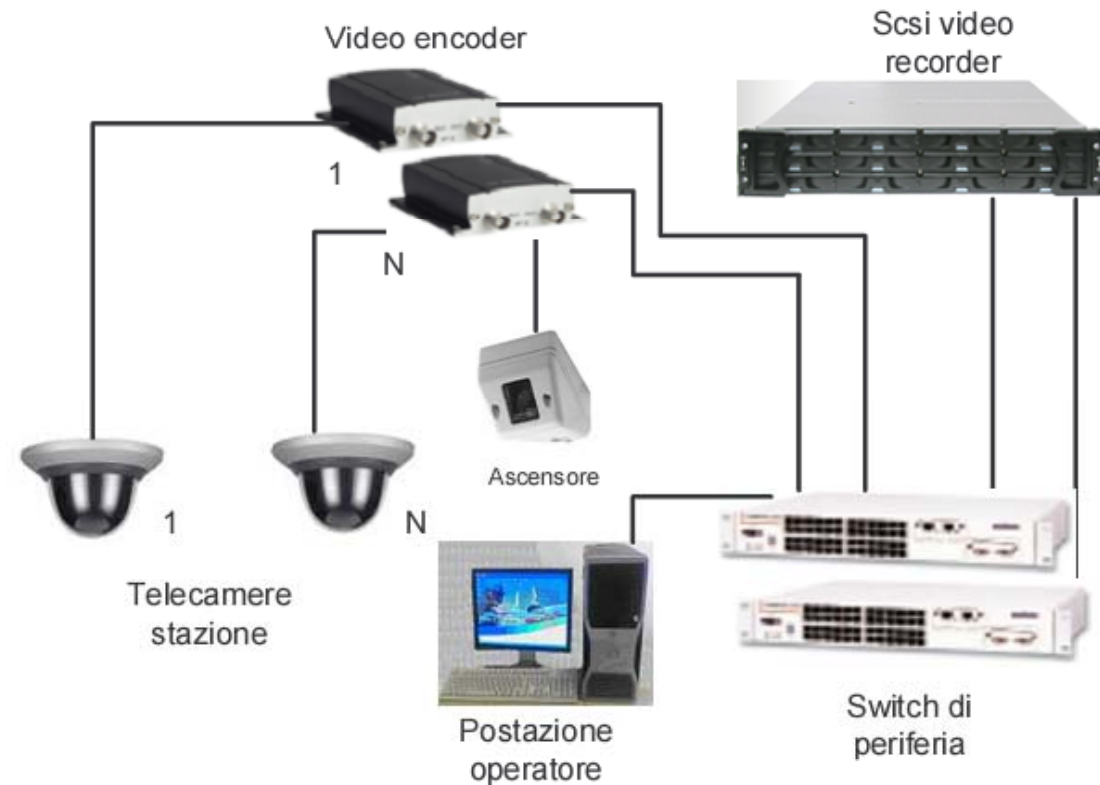 Video encoder
Scsi video
recorder
1
N
Ascensore
1
N
Telecamere
stazione
Postazione
operatore
Switch di
periferia